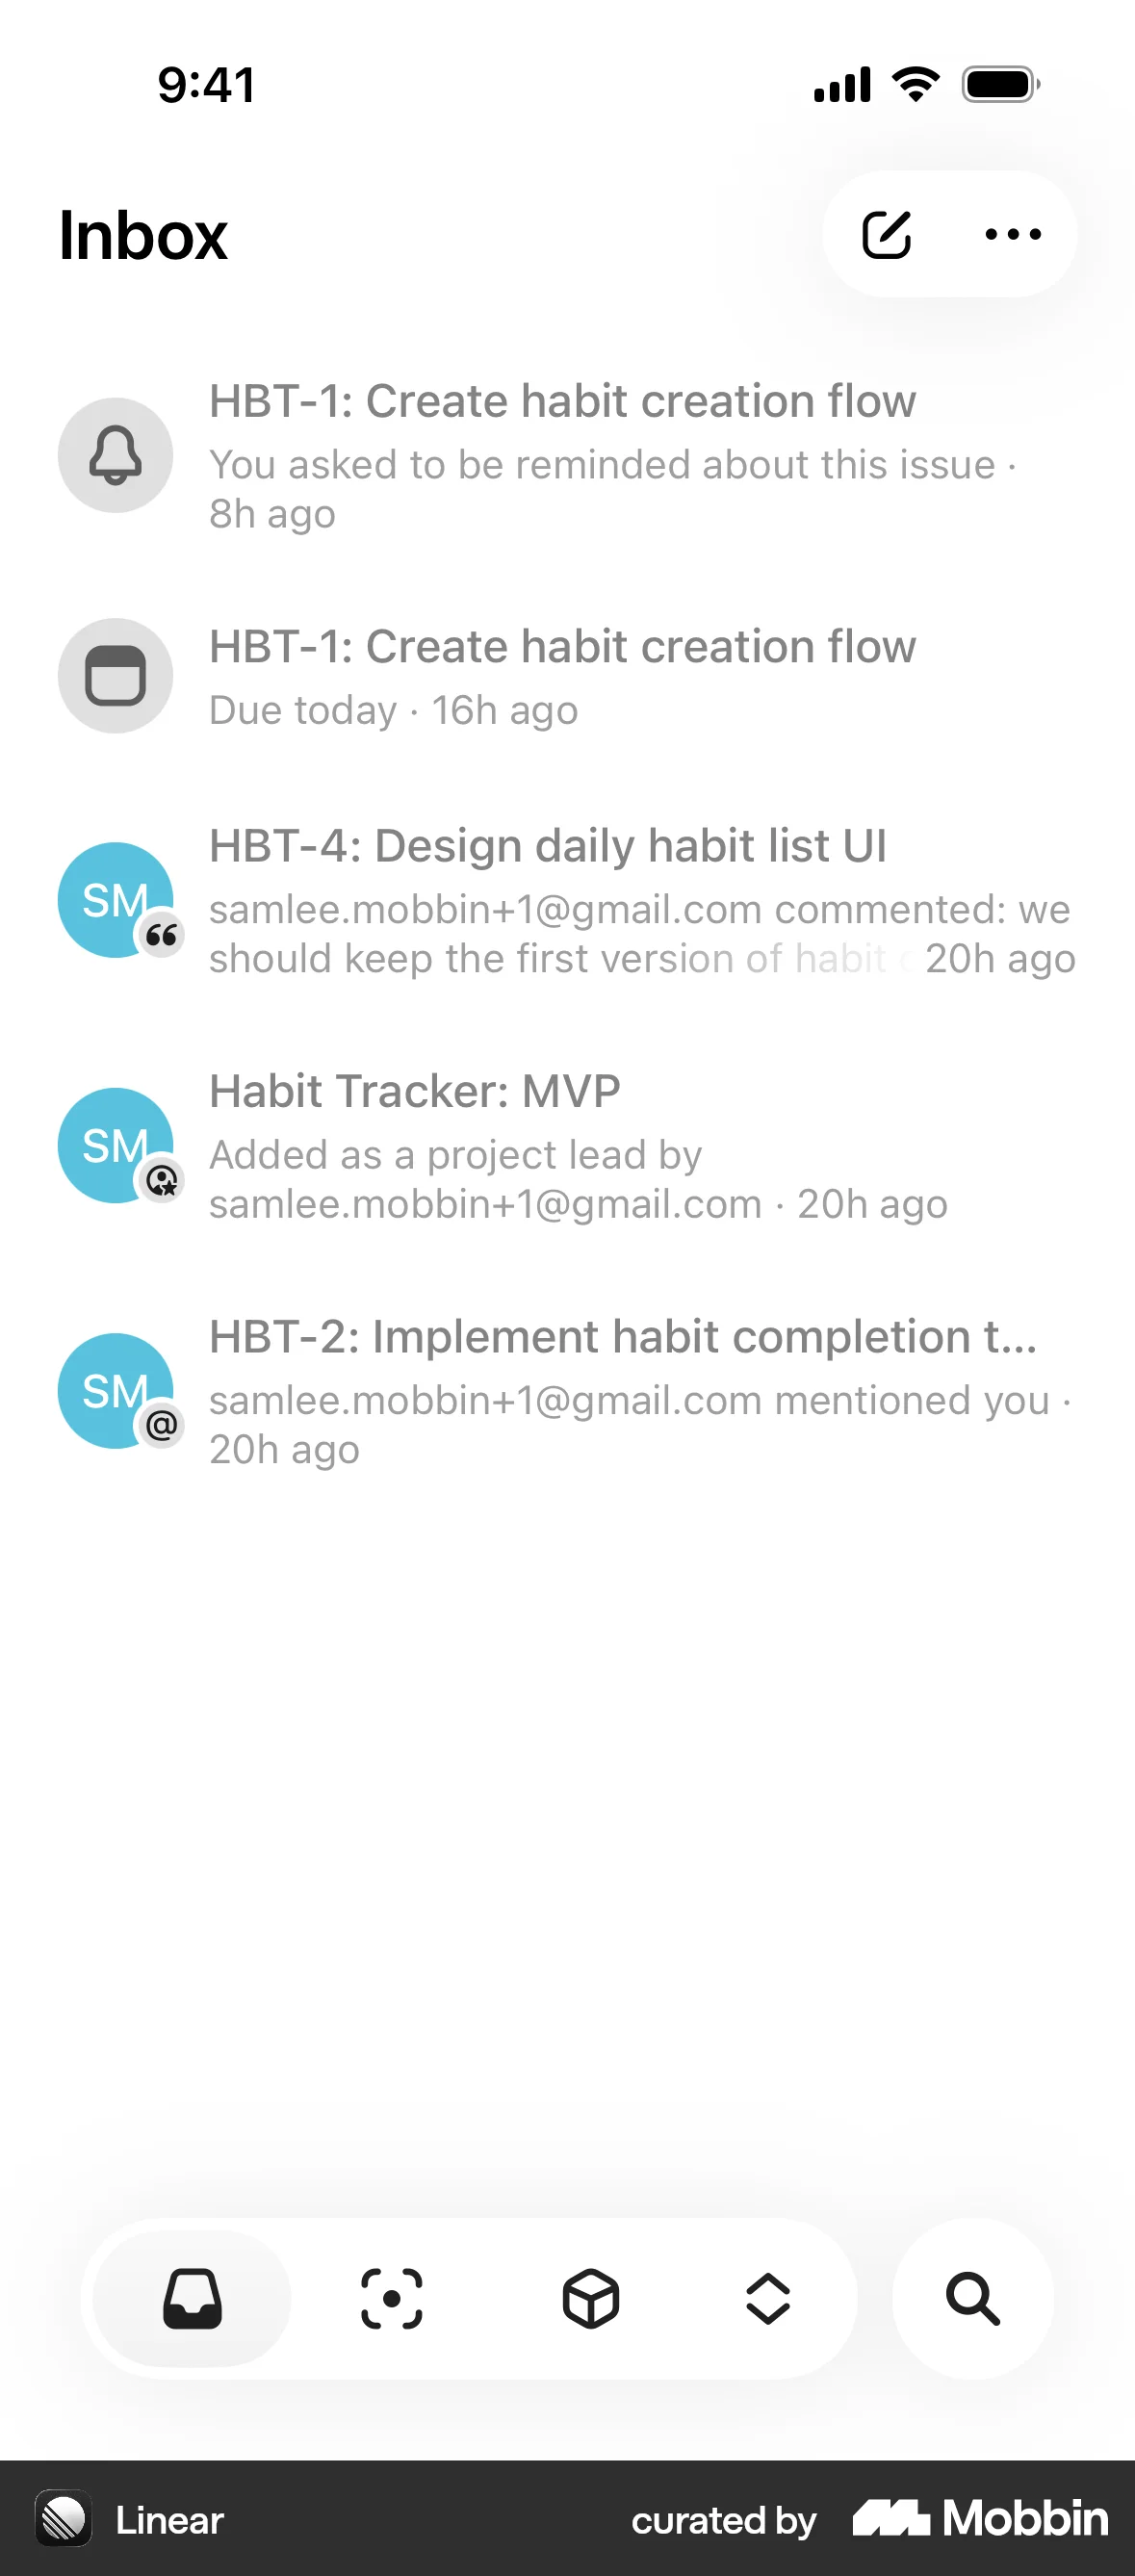 9:41
Inbox
HBT-1: Create habit creation flow
You asked to be reminded about this issue ·
8h ago
HBT-1: Create habit creation flow
Due today · 16h ago
SM
HBT-4: Design daily habit list UI
samlee.mobbin+1@gmail.com commented: we
should keep the first version of habit 20h ago
SM
Habit Tracker: MVP
Added as a project lead by
samlee.mobbin+1@gmail.com · 20h ago
SM
@
HBT-2: Implement habit completion t...
samlee.mobbin+1@gmail.com mentioned you ·
20h ago
Linear
curated by Mobbin